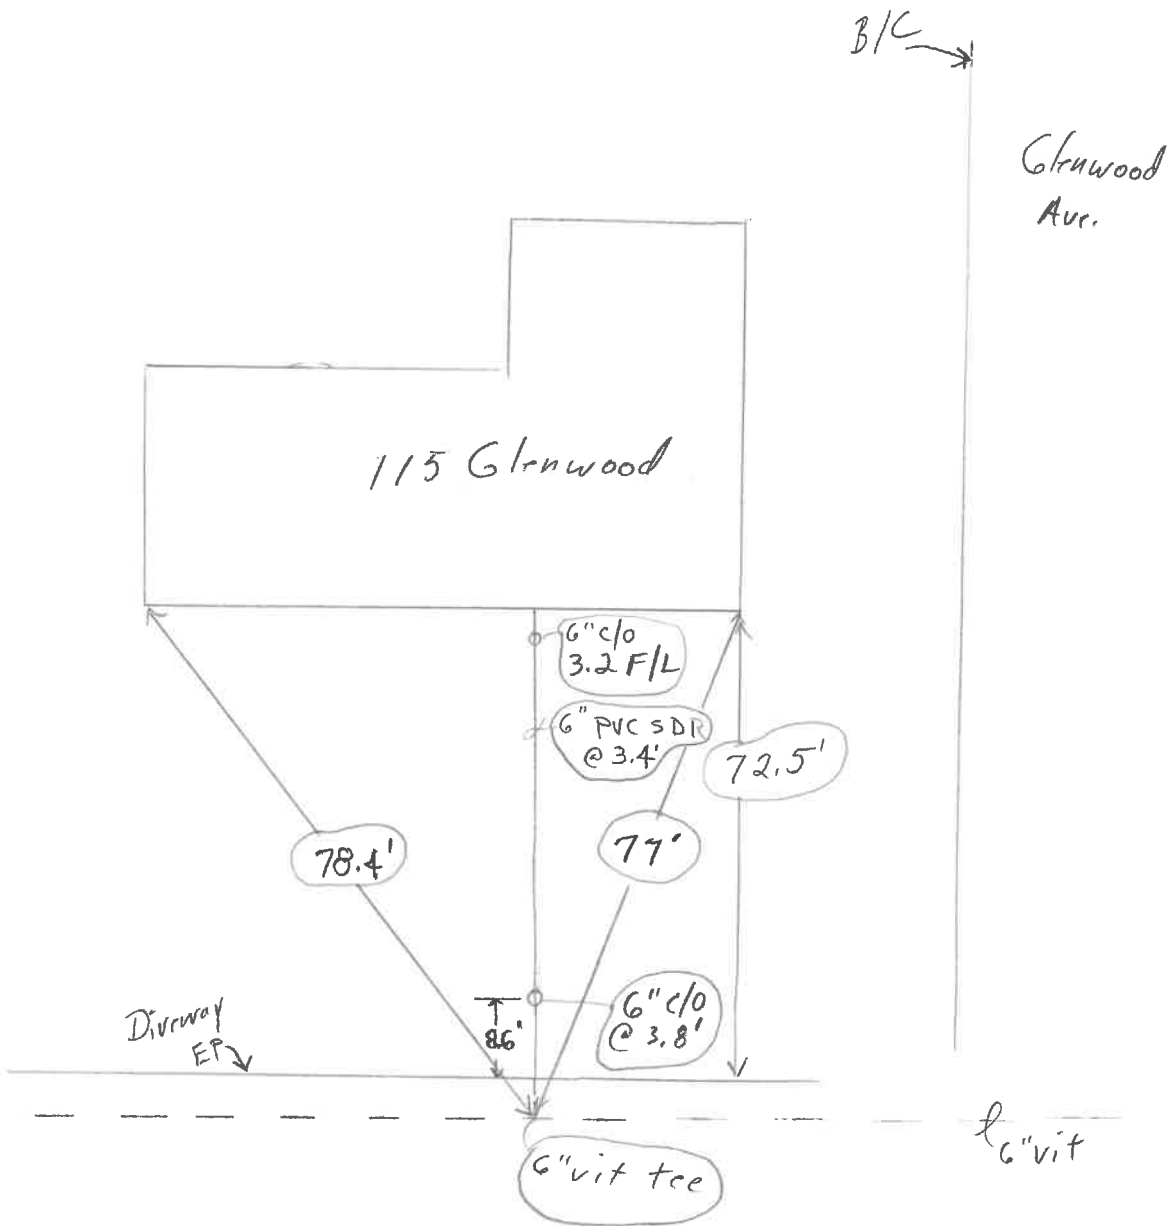 B/C
Glenwood
Ave.
115 Glenwood
6" c/o
3.2 F/L
6" PVC SDR
@ 3.4'
72.5'
78.4'
77'
6" c/o
@ 3.8'
8.6'
Diveway
EP
6" vit
6" vit tee